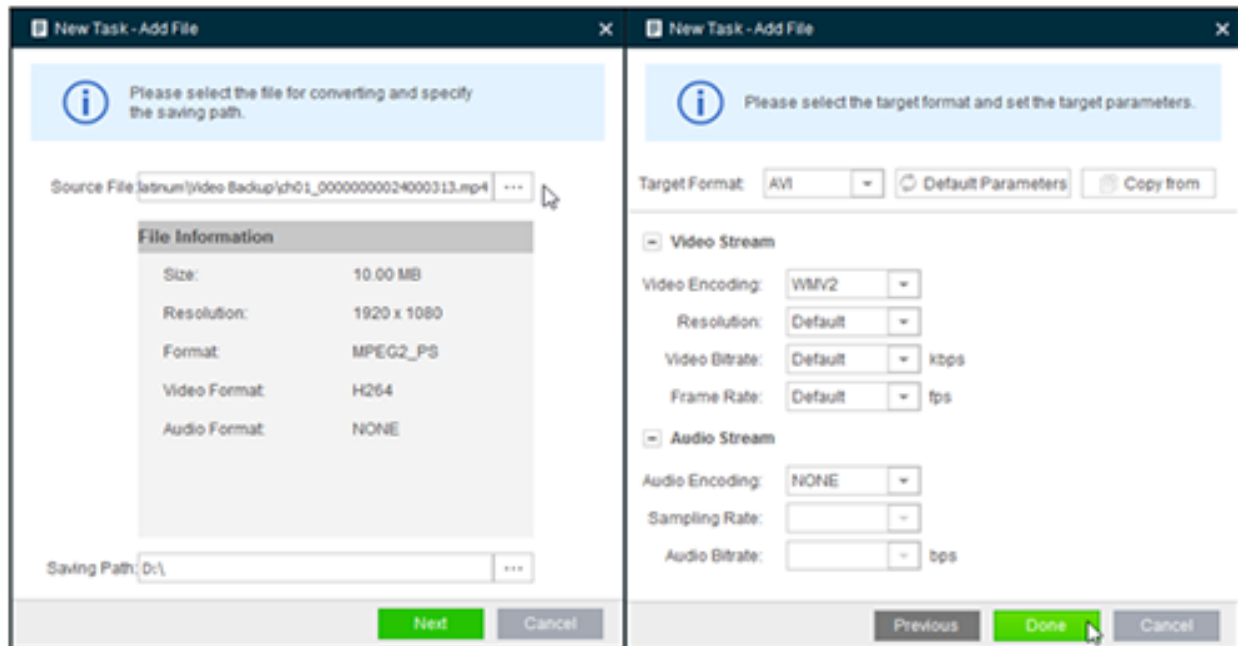 New Task - Add File
Please select the file for converting and specify
the saving path.
Source File: latinum\Video Backup\ch01_00000000024000313.mp4 ...
File Information
Size: 10.00 MB
Resolution: 1920 x 1080
Format: MPEG2_PS
Video Format: H264
Audio Format: NONE
Saving Path: D:\ ...
Next Cancel
New Task - Add File
Please select the target format and set the target parameters.
Target Format: AVI Default Parameters Copy from
Video Stream
Video Encoding: WMV2
Resolution: Default
Video Bitrate: Default kbps
Frame Rate: Default fps
Audio Stream
Audio Encoding: NONE
Sampling Rate:
Audio Bitrate: bps
Previous Done Cancel